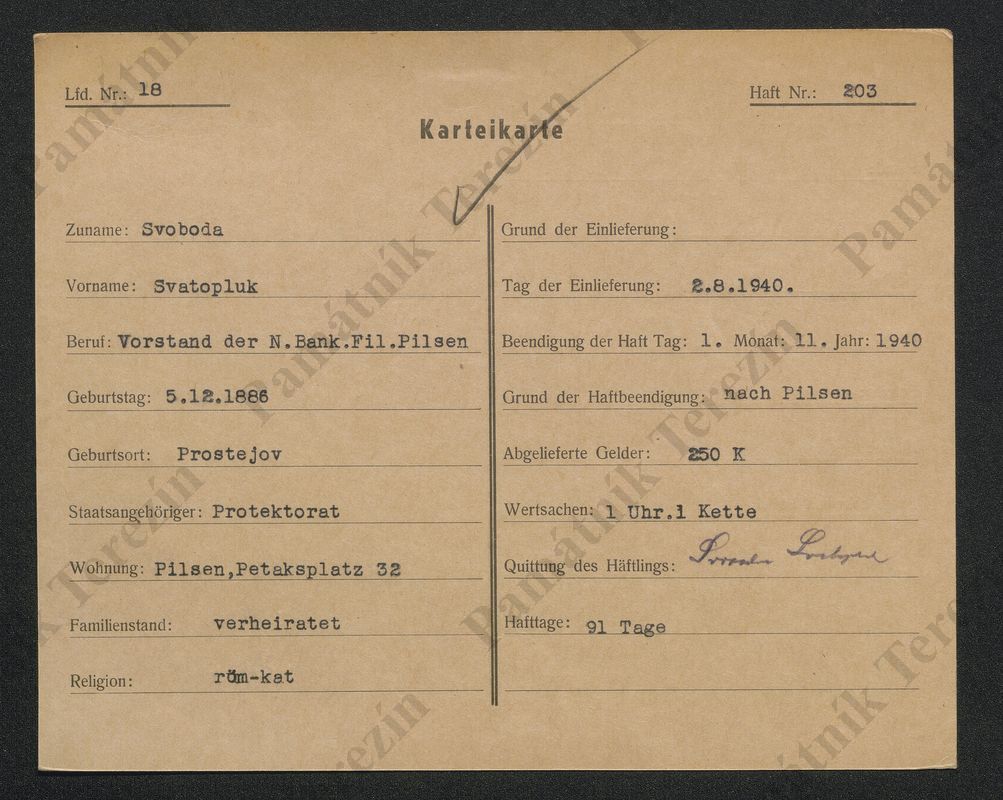 Lfd. Nr.: 18
Haft Nr.: 203
Karteikarte
Zuname: Svoboda
Vorname: Svatopluk
Beruf: Vorstand der N.Bank.Fil.Pilsen
Geburtstag: 5.12.1886
Geburtsort: Prostejov
Staatsangehöriger: Protektorat
Wohnung: Pilsen,Petaksplatz 32
Familienstand: verheiratet
Religion: röm-kat
Grund der Einlieferung:
Tag der Einlieferung: 2.8.1940.
Beendigung der Haft Tag: 1. Monat: 11. Jahr: 1940
Grund der Haftbeendigung: nach Pilsen
Abgelieferte Gelder: 250 K
Wertsachen: 1 Uhr.1 Kette
Quittung des Häftlings: Svoboda
Hafttage: 91 Tage
Památník Terezín